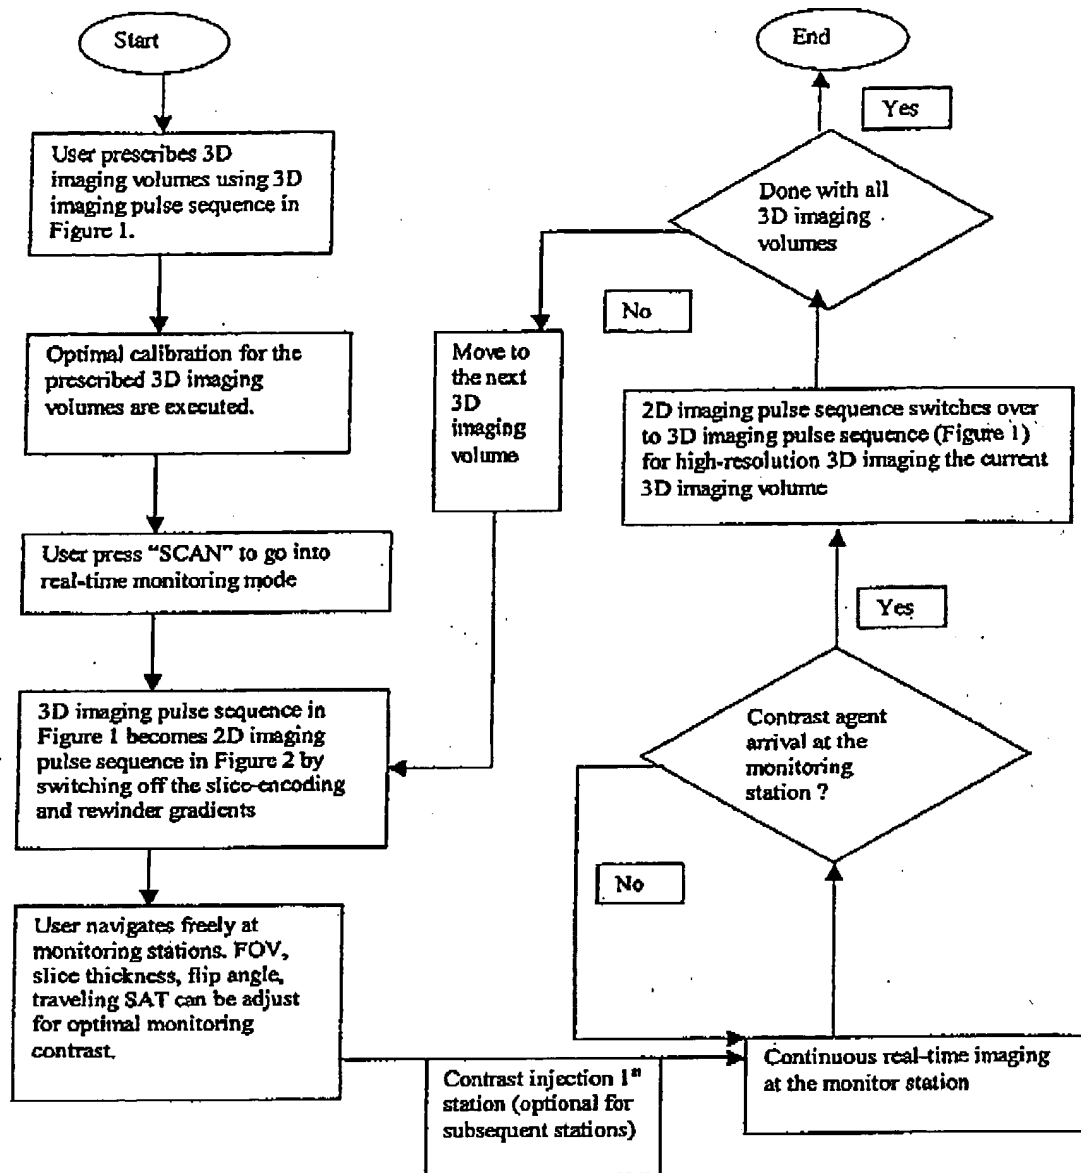 Start
User prescribes 3D
imaging volumes using 3D
imaging pulse sequence in
Figure 1.
Optimal calibration for the
prescribed 3D imaging
volumes are executed.
User press “SCAN” to go into
real-time monitoring mode
3D imaging pulse sequence in
Figure 1 becomes 2D imaging
pulse sequence in Figure 2 by
switching off the slice-encoding
and rewinder gradients
User navigates freely at
monitoring stations. FOV,
slice thickness, flip angle,
traveling SAT can be adjust
for optimal monitoring
contrast.
Contrast injection 1st
station (optional for
subsequent stations)
Continuous real-time imaging
at the monitor station
Contrast agent
arrival at the
monitoring
station ?
No
Yes
2D imaging pulse sequence switches over
to 3D imaging pulse sequence (Figure 1)
for high-resolution 3D imaging the current
3D imaging volume
Done with all
3D imaging
volumes
No
Move to
the next
3D
imaging
volume
Yes
End